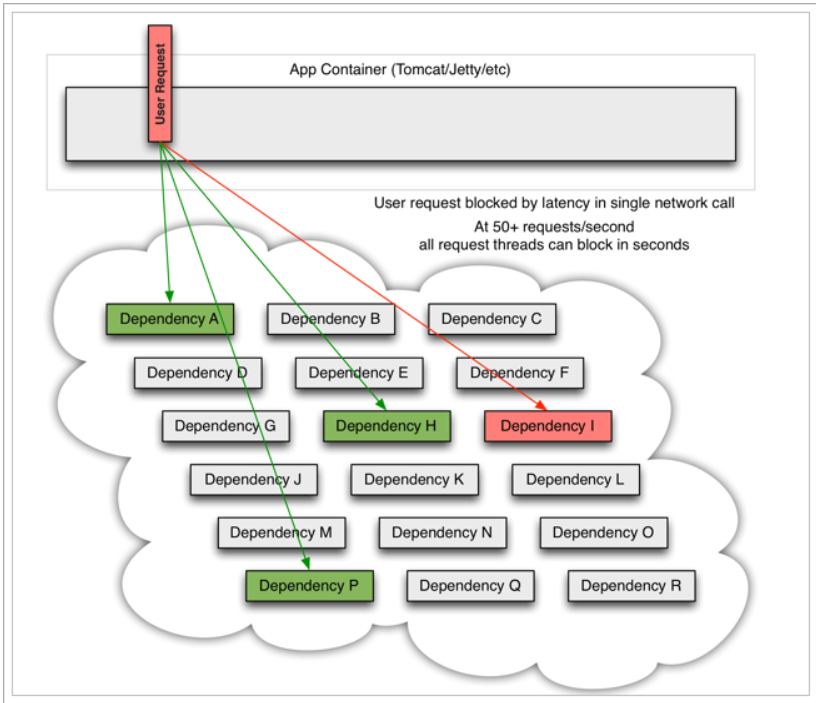 User Request
App Container (Tomcat/Jetty/etc)
User request blocked by latency in single network call
At 50+ requests/second
all request threads can block in seconds
Dependency A
Dependency B
Dependency C
Dependency D
Dependency E
Dependency F
Dependency G
Dependency H
Dependency I
Dependency J
Dependency K
Dependency L
Dependency M
Dependency N
Dependency O
Dependency P
Dependency Q
Dependency R